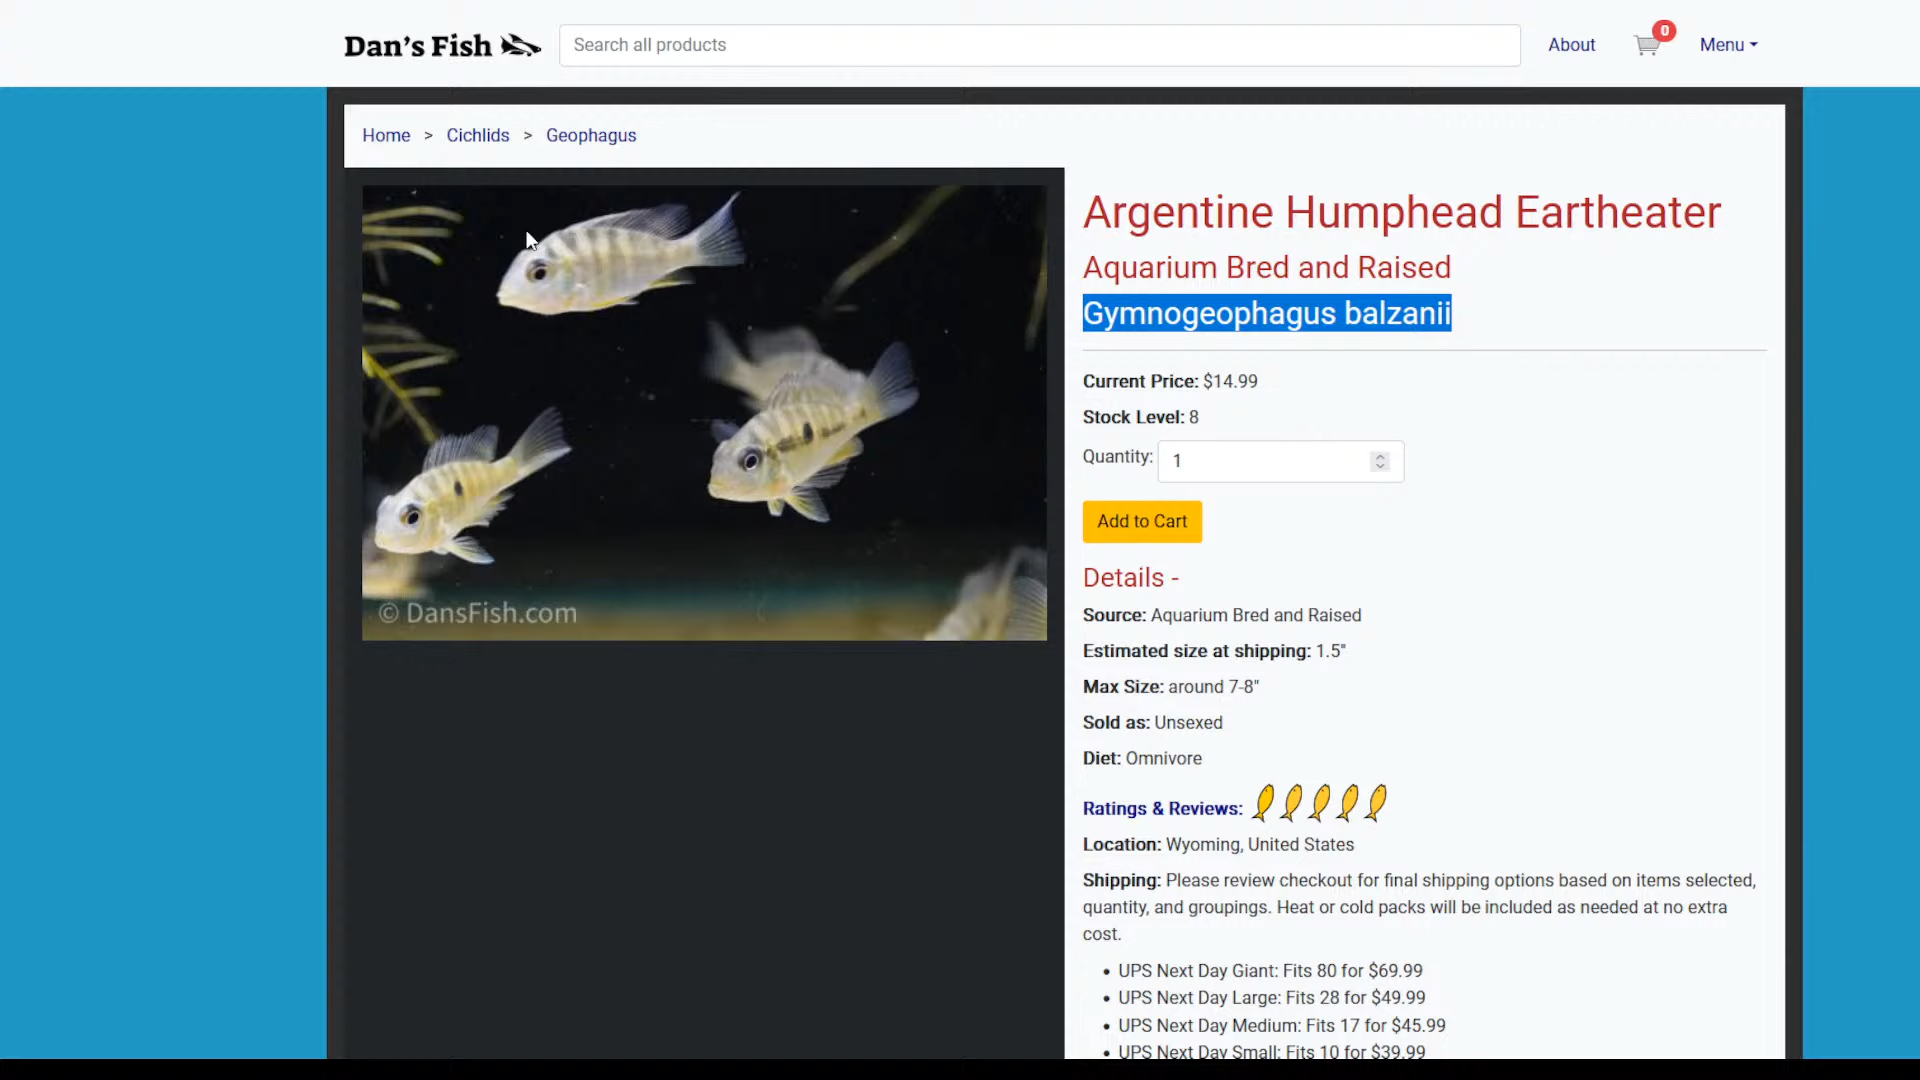 Dan's Fish
Search all products
About
0
Menu
Home > Cichlids > Geophagus
© DansFish.com
Argentine Humphead Eartheater
Aquarium Bred and Raised
Gymnogeophagus balzanii
Current Price: $14.99
Stock Level: 8
Quantity: 1
Add to Cart
Details -
Source: Aquarium Bred and Raised
Estimated size at shipping: 1.5"
Max Size: around 7-8"
Sold as: Unsexed
Diet: Omnivore
Ratings & Reviews:
Location: Wyoming, United States
Shipping: Please review checkout for final shipping options based on items selected,
quantity, and groupings. Heat or cold packs will be included as needed at no extra
cost.
• UPS Next Day Giant: Fits 80 for $69.99
• UPS Next Day Large: Fits 28 for $49.99
• UPS Next Day Medium: Fits 17 for $45.99
• UPS Next Day Small: Fits 10 for $39.99